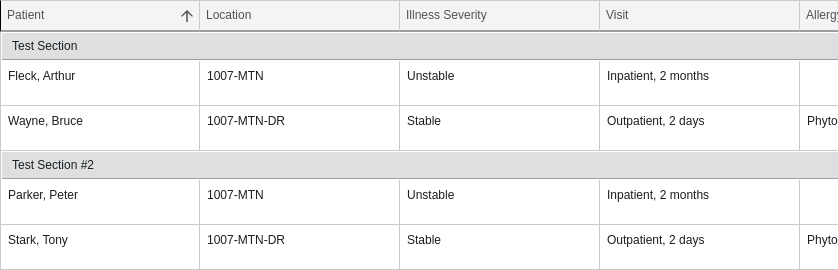 Patient Location Illness Severity Visit Allergy
Test Section
Fleck, Arthur 1007-MTN Unstable Inpatient, 2 months
Wayne, Bruce 1007-MTN-DR Stable Outpatient, 2 days Phyto
Test Section #2
Parker, Peter 1007-MTN Unstable Inpatient, 2 months
Stark, Tony 1007-MTN-DR Stable Outpatient, 2 days Phyto